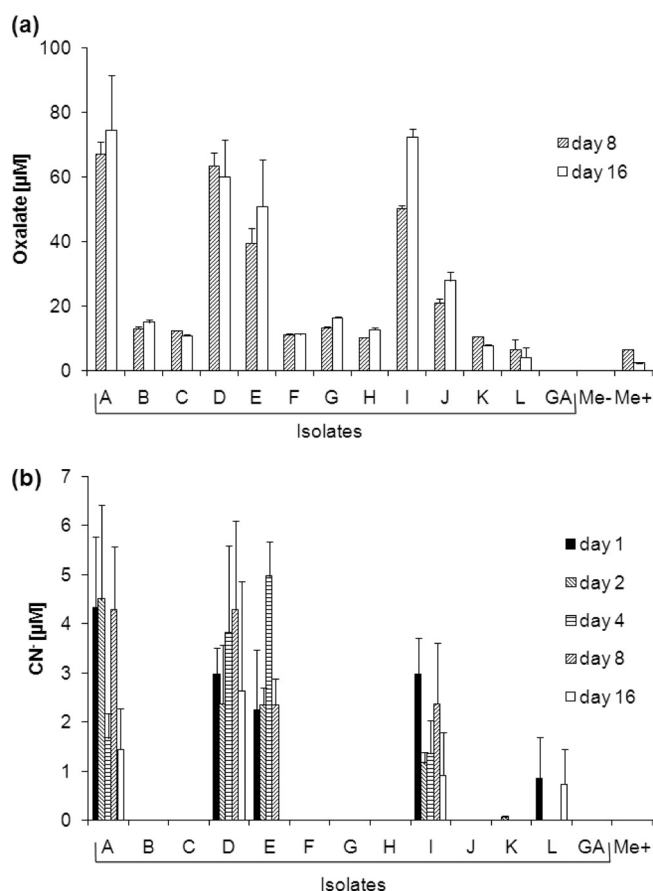 (a)
100
80
60
40
20
0
Oxalate [µM]
day 8
day 16
A B C D E F G H I J K L GA Me- Me+
Isolates
(b)
7
6
5
4
3
2
1
0
CN- [µM]
day 1
day 2
day 4
day 8
day 16
A B C D E F G H I J K L GA Me+
Isolates